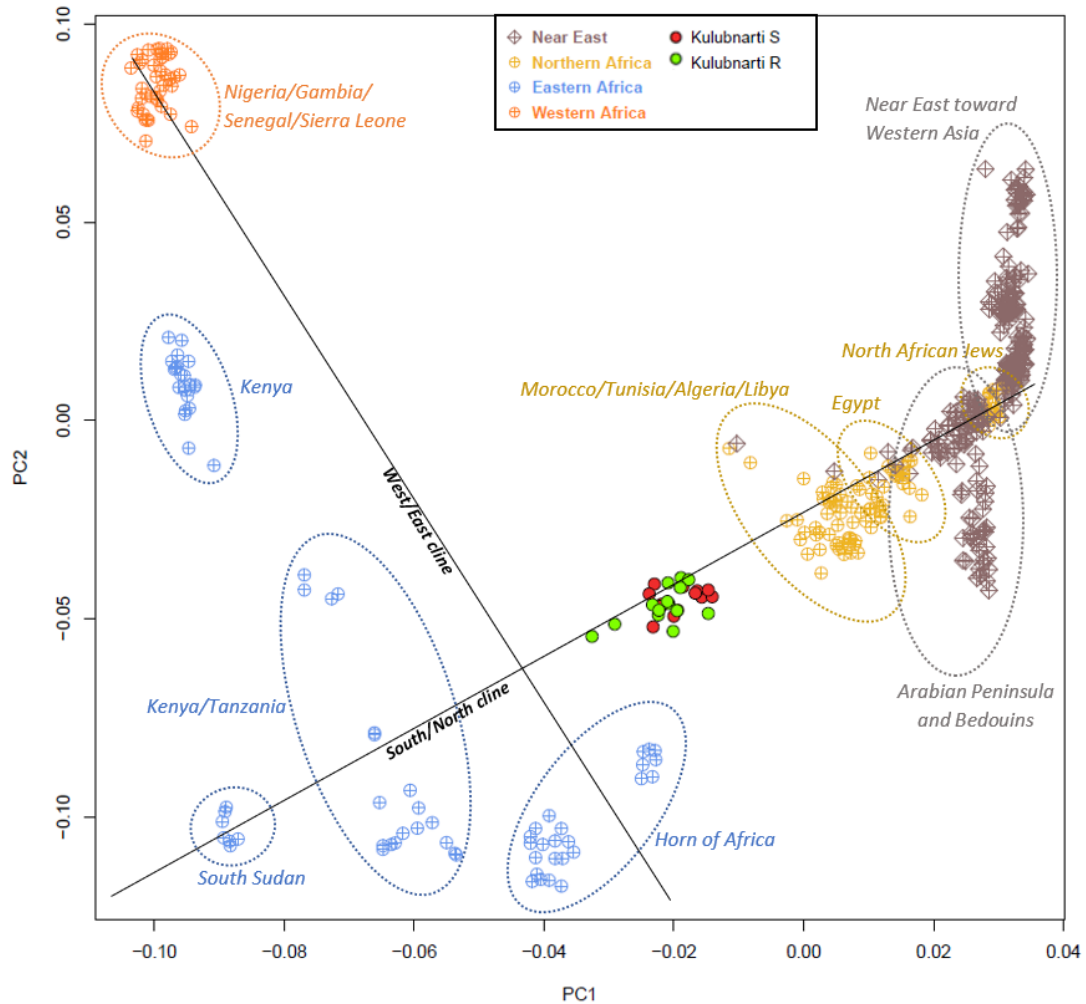 0.10
0.05
0.00
−0.05
−0.10
PC2
Near East
Northern Africa
Eastern Africa
Western Africa
Kulubnarti S
Kulubnarti R
Nigeria/Gambia/
Senegal/Sierra Leone
Near East toward
Western Asia
North African Jews
Morocco/Tunisia/Algeria/Libya
Egypt
Kenya
West/East cline
Kenya/Tanzania
South/North cline
Arabian Peninsula
and Bedouins
Horn of Africa
South Sudan
−0.10
−0.08
−0.06
−0.04
−0.02
0.00
0.02
0.04
PC1